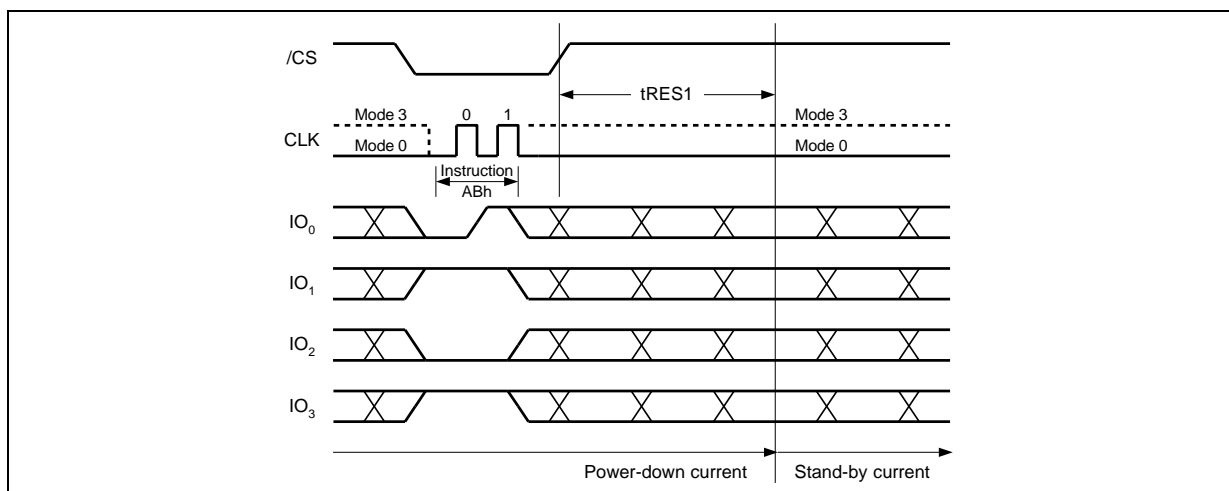 /CS
tRES1
Mode 3 0 1 Mode 3
CLK
Mode 0 Mode 0
Instruction
ABh
IO0
IO1
IO2
IO3
Power-down current Stand-by current